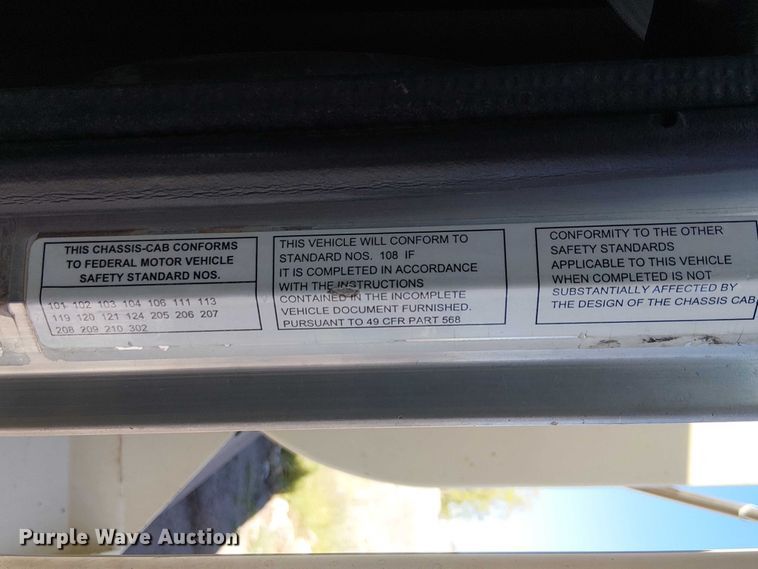 THIS CHASSIS-CAB CONFORMS
TO FEDERAL MOTOR VEHICLE
SAFETY STANDARD NOS.
101 102 103 104 106 111 113
119 120 121 124 205 206 207
208 209 210 302
THIS VEHICLE WILL CONFORM TO
STANDARD NOS. 108 IF
IT IS COMPLETED IN ACCORDANCE
WITH THE INSTRUCTIONS
CONTAINED IN THE INCOMPLETE
VEHICLE DOCUMENT FURNISHED.
PURSUANT TO 49 CFR PART 568.
CONFORMITY TO THE OTHER
SAFETY STANDARDS
APPLICABLE TO THIS VEHICLE
WHEN COMPLETED IS NOT
SUBSTANTIALLY AFFECTED BY
THE DESIGN OF THE CHASSIS CAB
Purple Wave Auction